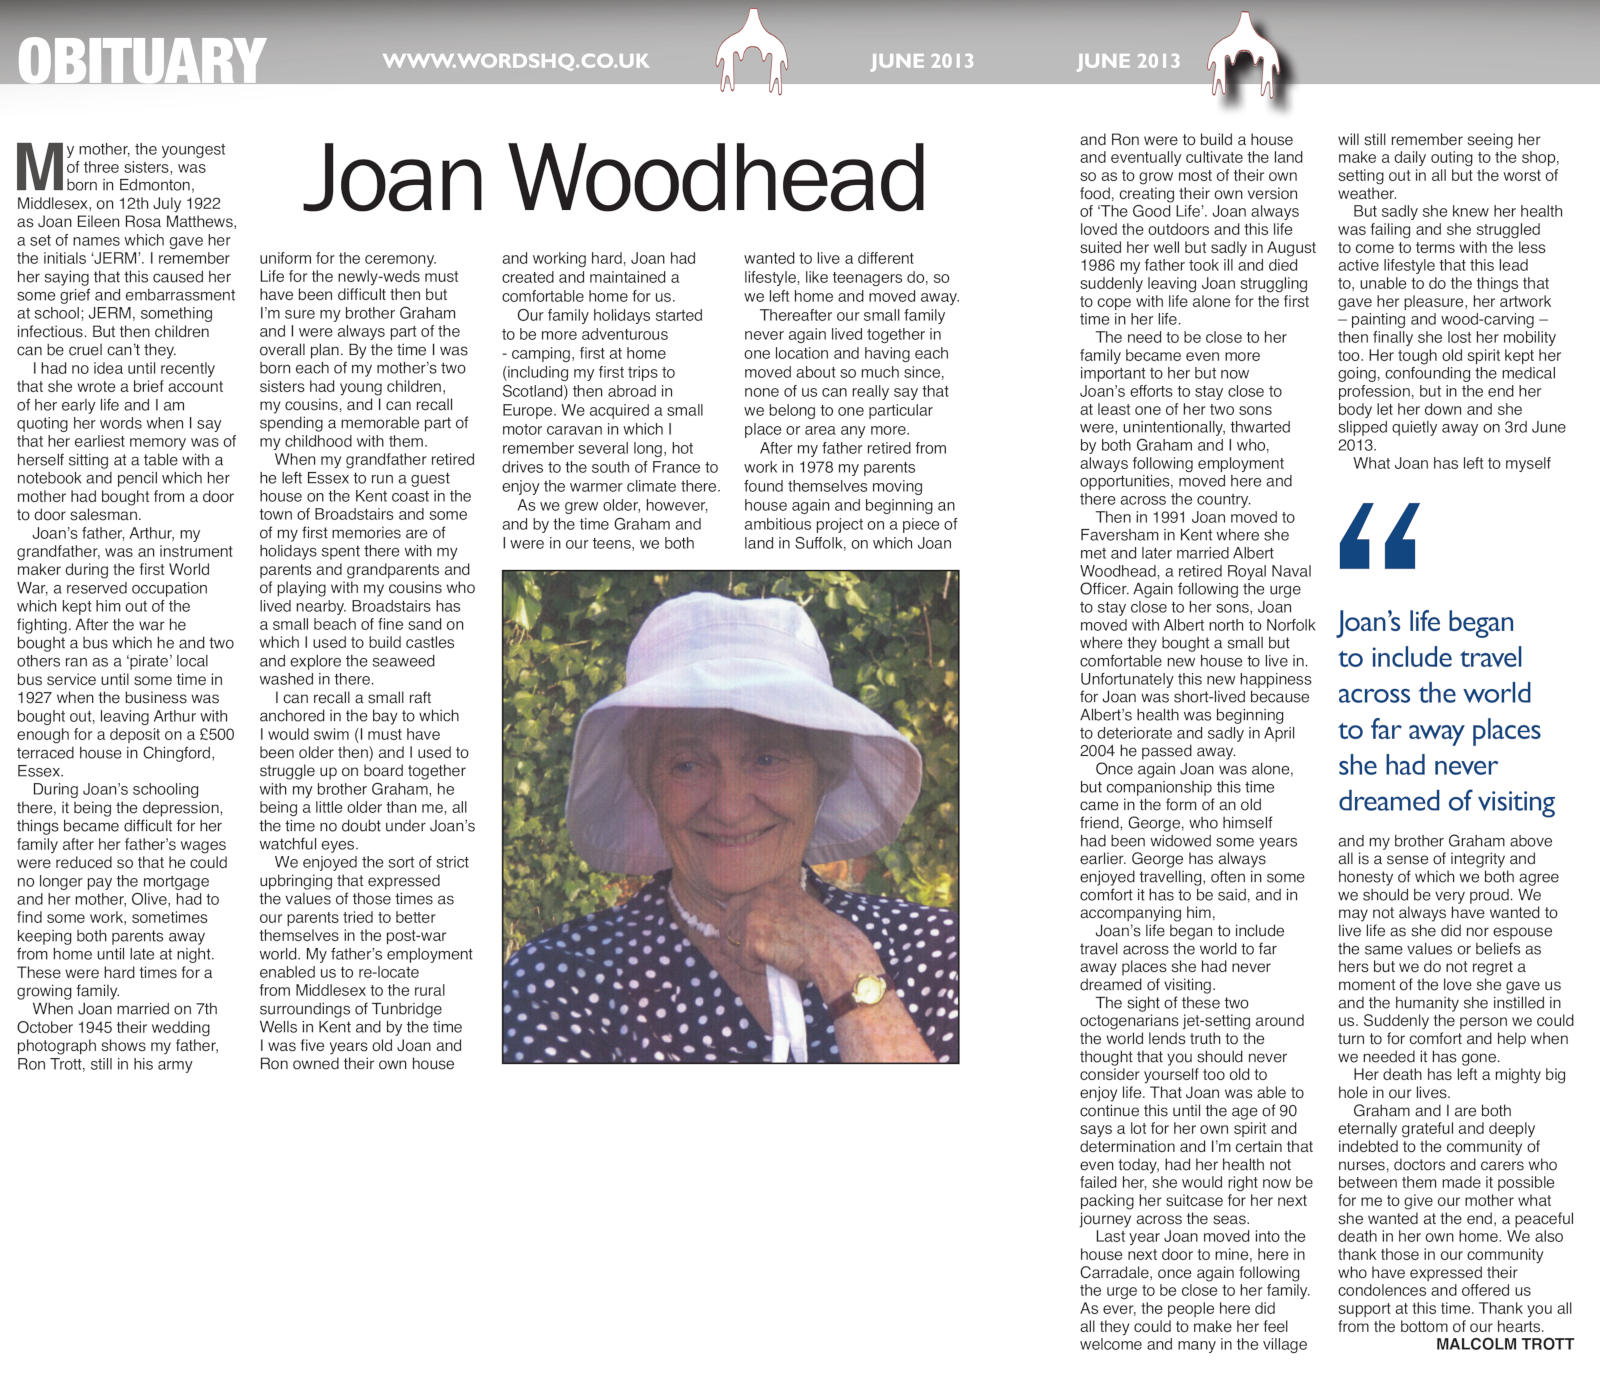 OBITUARY
WWW.WORDSHQ.CO.UK
JUNE 2013
JUNE 2013
Joan Woodhead
My mother, the youngest
of three sisters, was
born in Edmonton,
Middlesex, on 12th July 1922
as Joan Eileen Rosa Matthews,
a set of names which gave her
the initials ‘JERM’. I remember
her saying that this caused her
some grief and embarrassment
at school; JERM, something
infectious. But then children
can be cruel can’t they.
I had no idea until recently
that she wrote a brief account
of her early life and I am
quoting her words when I say
that her earliest memory was of
herself sitting at a table with a
notebook and pencil which her
mother had bought from a door
to door salesman.
Joan’s father, Arthur, my
grandfather, was an instrument
maker during the first World
War, a reserved occupation
which kept him out of the
fighting. After the war he
bought a bus which he and two
others ran as a ‘pirate’ local
bus service until some time in
1927 when the business was
bought out, leaving Arthur with
enough for a deposit on a £500
terraced house in Chingford,
Essex.
During Joan’s schooling
there, it being the depression,
things became difficult for her
family after her father’s wages
were reduced so that he could
no longer pay the mortgage
and her mother, Olive, had to
find some work, sometimes
keeping both parents away
from home until late at night.
These were hard times for a
growing family.
When Joan married on 7th
October 1945 their wedding
photograph shows my father,
Ron Trott, still in his army
uniform for the ceremony.
Life for the newly-weds must
have been difficult then but
I’m sure my brother Graham
and I were always part of the
overall plan. By the time I was
born each of my mother’s two
sisters had young children,
my cousins, and I can recall
spending a memorable part of
my childhood with them.
When my grandfather retired
he left Essex to run a guest
house on the Kent coast in the
town of Broadstairs and some
of my first memories are of
holidays spent there with my
parents and grandparents and
of playing with my cousins who
lived nearby. Broadstairs has
a small beach of fine sand on
which I used to build castles
and explore the seaweed
washed in there.
I can recall a small raft
anchored in the bay to which
I would swim (I must have
been older then) and I used to
struggle up on board together
with my brother Graham, he
being a little older than me, all
the time no doubt under Joan’s
watchful eyes.
We enjoyed the sort of strict
upbringing that expressed
the values of those times as
our parents tried to better
themselves in the post-war
world. My father’s employment
enabled us to re-locate
from Middlesex to the rural
surroundings of Tunbridge
Wells in Kent and by the time
I was five years old Joan and
Ron owned their own house
and working hard, Joan had
created and maintained a
comfortable home for us.
Our family holidays started
to be more adventurous
- camping, first at home
(including my first trips to
Scotland) then abroad in
Europe. We acquired a small
motor caravan in which I
remember several long, hot
drives to the south of France to
enjoy the warmer climate there.
As we grew older, however,
and by the time Graham and
I were in our teens, we both
wanted to live a different
lifestyle, like teenagers do, so
we left home and moved away.
Thereafter our small family
never again lived together in
one location and having each
moved about so much since,
none of us can really say that
we belong to one particular
place or area any more.
After my father retired from
work in 1978 my parents
found themselves moving
house again and beginning an
ambitious project on a piece of
land in Suffolk, on which Joan
and Ron were to build a house
and eventually cultivate the land
so as to grow most of their own
food, creating their own version
of ‘The Good Life’. Joan always
loved the outdoors and this life
suited her well but sadly in August
1986 my father took ill and died
suddenly leaving Joan struggling
to cope with life alone for the first
time in her life.
The need to be close to her
family became even more
important to her but now
Joan’s efforts to stay close to
at least one of her two sons
were, unintentionally, thwarted
by both Graham and I who,
always following employment
opportunities, moved here and
there across the country.
Then in 1991 Joan moved to
Faversham in Kent where she
met and later married Albert
Woodhead, a retired Royal Naval
Officer. Again following the urge
to stay close to her sons, Joan
moved with Albert north to Norfolk
where they bought a small but
comfortable new house to live in.
Unfortunately this new happiness
for Joan was short-lived because
Albert’s health was beginning
to deteriorate and sadly in April
2004 he passed away.
Once again Joan was alone,
but companionship this time
came in the form of an old
friend, George, who himself
had been widowed some years
earlier. George has always
enjoyed travelling, often in some
comfort it has to be said, and in
accompanying him,
Joan’s life began to include
travel across the world to far
away places she had never
dreamed of visiting.
The sight of these two
octogenarians jet-setting around
the world lends truth to the
thought that you should never
consider yourself too old to
enjoy life. That Joan was able to
continue this until the age of 90
says a lot for her own spirit and
determination and I’m certain that
even today, had her health not
failed her, she would right now be
packing her suitcase for her next
journey across the seas.
Last year Joan moved into the
house next door to mine, here in
Carradale, once again following
the urge to be close to her family.
As ever, the people here did
all they could to make her feel
welcome and many in the village
will still remember seeing her
make a daily outing to the shop,
setting out in all but the worst of
weather.
But sadly she knew her health
was failing and she struggled
to come to terms with the less
active lifestyle that this lead
to, unable to do the things that
gave her pleasure, her artwork
– painting and wood-carving –
then finally she lost her mobility
too. Her tough old spirit kept her
going, confounding the medical
profession, but in the end her
body let her down and she
slipped quietly away on 3rd June
2013.
What Joan has left to myself
“
Joan’s life began
to include travel
across the world
to far away places
she had never
dreamed of visiting
and my brother Graham above
all is a sense of integrity and
honesty of which we both agree
we should be very proud. We
may not always have wanted to
live life as she did nor espouse
the same values or beliefs as
hers but we do not regret a
moment of the love she gave us
and the humanity she instilled in
us. Suddenly the person we could
turn to for comfort and help when
we needed it has gone.
Her death has left a mighty big
hole in our lives.
Graham and I are both
eternally grateful and deeply
indebted to the community of
nurses, doctors and carers who
between them made it possible
for me to give our mother what
she wanted at the end, a peaceful
death in her own home. We also
thank those in our community
who have expressed their
condolences and offered us
support at this time. Thank you all
from the bottom of our hearts.
MALCOLM TROTT